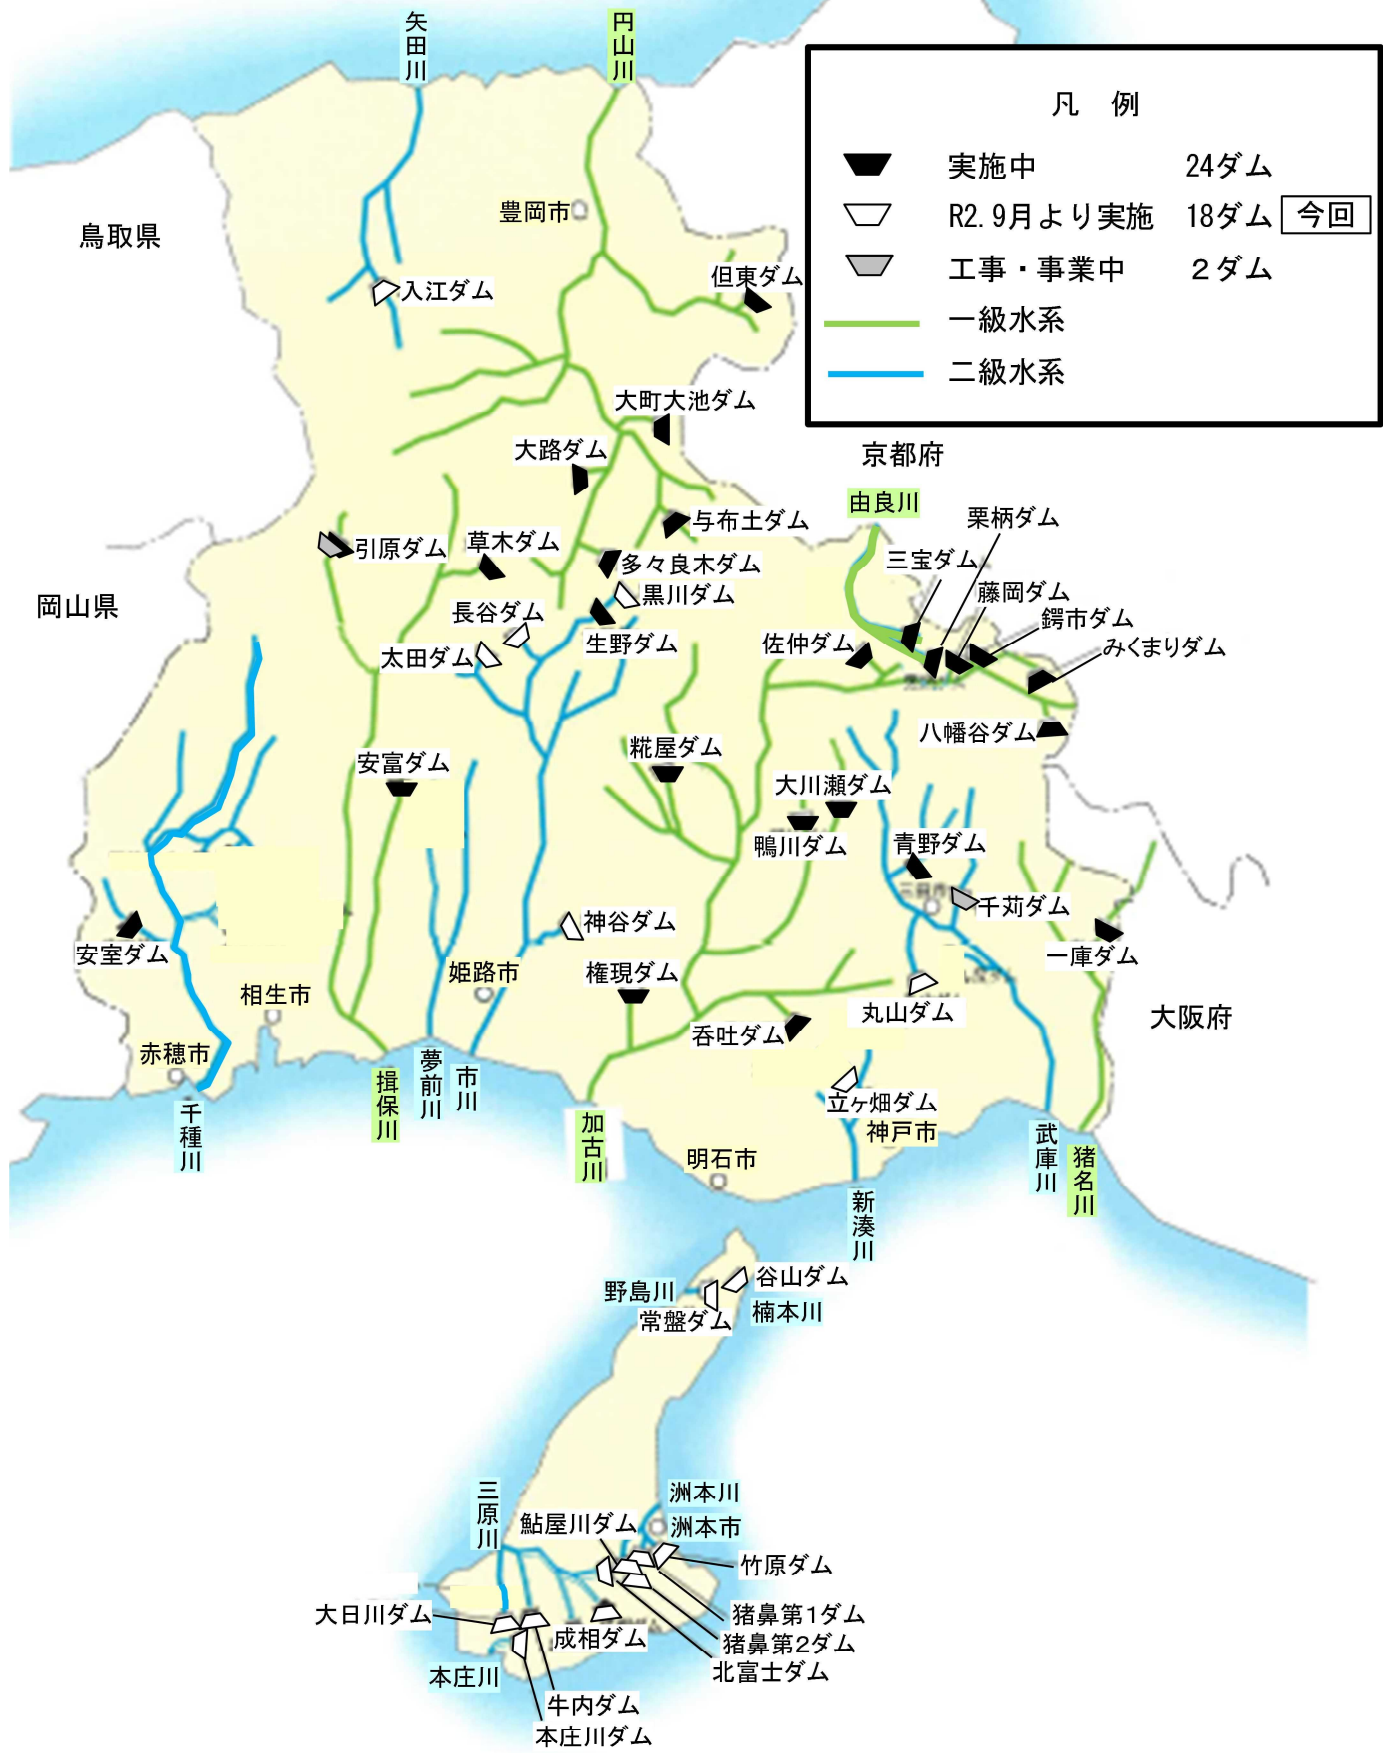 矢田川
円山川
凡 例
実施中 24ダム
R2.9月より実施 18ダム 今回
工事・事業中 2ダム
一級水系
二級水系
鳥取県
豊岡市
但東ダム
入江ダム
大町大池ダム
大路ダム
京都府
由良川
栗柄ダム
与布土ダム
引原ダム
草木ダム
多々良木ダム
三宝ダム
藤岡ダム
黒川ダム
岡山県
長谷ダム
鍔市ダム
生野ダム
佐仲ダム
みくまりダム
太田ダム
八幡谷ダム
糀屋ダム
安富ダム
大川瀬ダム
鴨川ダム
青野ダム
三田市
千苅ダム
神谷ダム
安室ダム
一庫ダム
姫路市
権現ダム
相生市
丸山ダム
大阪府
呑吐ダム
赤穂市
立ヶ畑ダム
神戸市
千種川
揖保川
夢前川
市川
加古川
明石市
武庫川
猪名川
新湊川
谷山ダム
野島川
常盤ダム
楠本川
三原川
洲本川
鮎屋川ダム
洲本市
竹原ダム
大日川ダム
猪鼻第1ダム
成相ダム
猪鼻第2ダム
北富士ダム
本庄川
牛内ダム
本庄川ダム